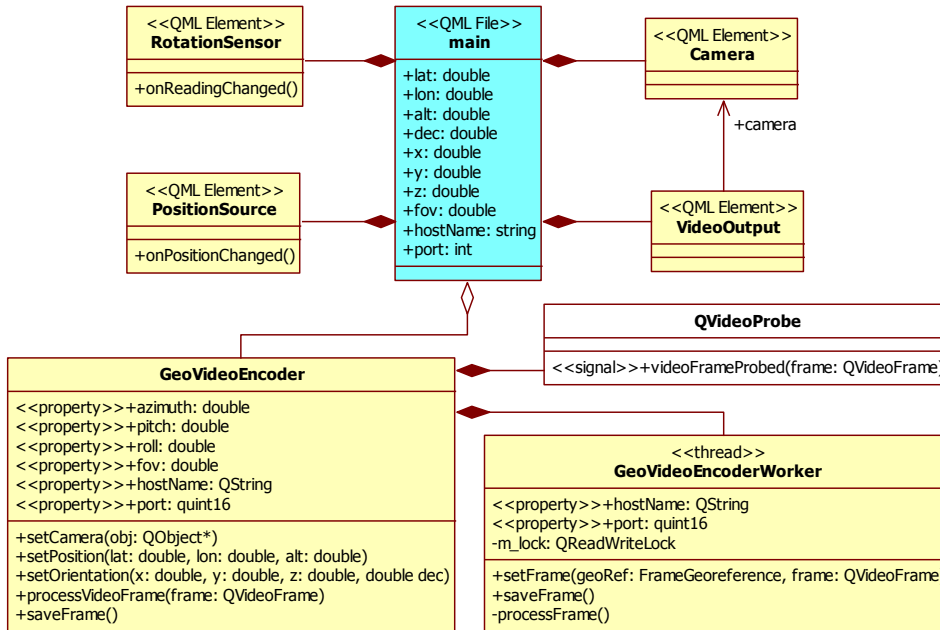 <<QML Element>>
RotationSensor
+onReadingChanged()
<<QML File>>
main
+lat: double
+lon: double
+alt: double
+dec: double
+x: double
+y: double
+z: double
+fov: double
+hostName: string
+port: int
<<QML Element>>
Camera
+camera
<<QML Element>>
PositionSource
+onPositionChanged()
<<QML Element>>
VideoOutput
QVideoProbe
<<signal>>+videoFrameProbed(frame: QVideoFrame)
GeoVideoEncoder
<<property>>+azimuth: double
<<property>>+pitch: double
<<property>>+roll: double
<<property>>+fov: double
<<property>>+hostName: QString
<<property>>+port: quint16
+setCamera(obj: QObject*)
+setPosition(lat: double, lon: double, alt: double)
+setOrientation(x: double, y: double, z: double, double dec)
+processVideoFrame(frame: QVideoFrame)
+saveFrame()
<<thread>>
GeoVideoEncoderWorker
<<property>>+hostName: QString
<<property>>+port: quint16
-m_lock: QReadWriteLock
+setFrame(geoRef: FrameGeoreference, frame: QVideoFrame
+saveFrame()
-processFrame()